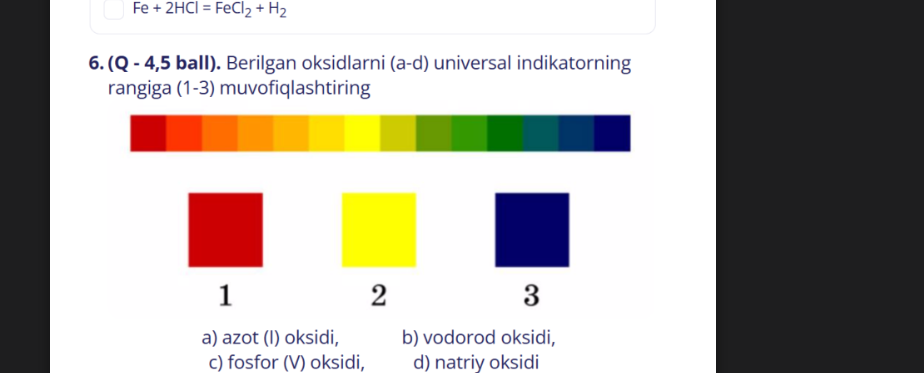 Fe + 2HCl = FeCl₂ + H₂
6. (Q - 4,5 ball). Berilgan oksidlarni (a-d) universal indikatorning
rangiga (1-3) muvofiqlashtiring
1 2 3
a) azot (I) oksidi, b) vodorod oksidi,
c) fosfor (V) oksidi, d) natriy oksidi